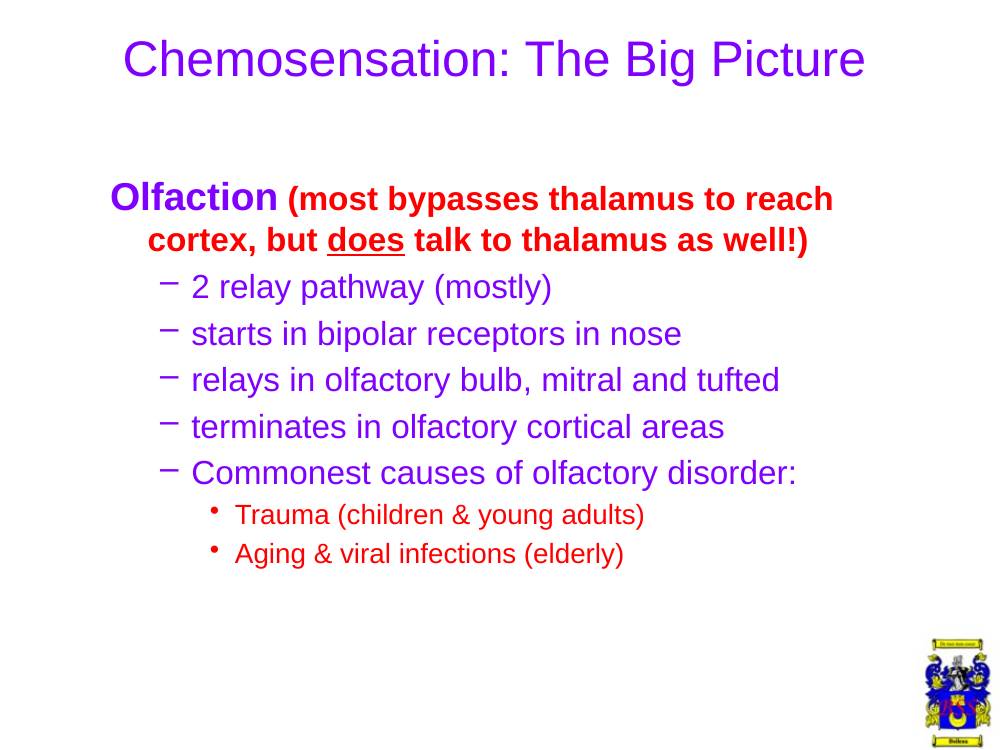 Chemosensation: The Big Picture
Olfaction (most bypasses thalamus to reach
cortex, but does talk to thalamus as well!)
– 2 relay pathway (mostly)
– starts in bipolar receptors in nose
– relays in olfactory bulb, mitral and tufted
– terminates in olfactory cortical areas
– Commonest causes of olfactory disorder:
• Trauma (children & young adults)
• Aging & viral infections (elderly)